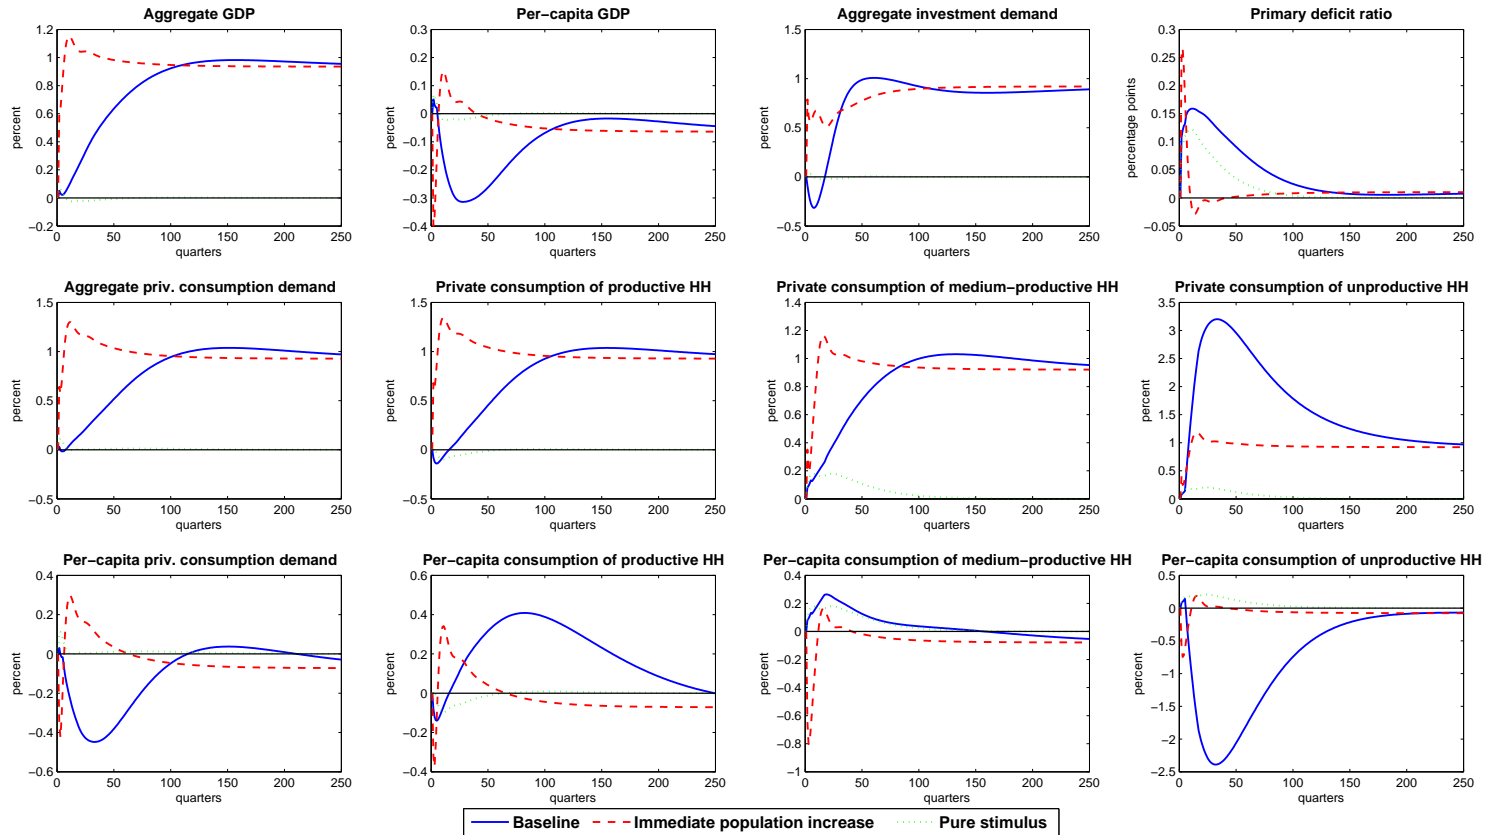 Aggregate GDP
percent
1.2
1
0.8
0.6
0.4
0.2
0
−0.2
0 50 100 150 200 250
quarters
Per−capita GDP
percent
0.3
0.2
0.1
0
−0.1
−0.2
−0.3
−0.4
0 50 100 150 200 250
quarters
Aggregate investment demand
percent
1.5
1
0.5
0
−0.5
0 50 100 150 200 250
quarters
Primary deficit ratio
percentage points
0.3
0.25
0.2
0.15
0.1
0.05
0
−0.05
0 50 100 150 200 250
quarters
Aggregate priv. consumption demand
percent
1.5
1
0.5
0
−0.5
0 50 100 150 200 250
quarters
Private consumption of productive HH
percent
1.5
1
0.5
0
−0.5
0 50 100 150 200 250
quarters
Private consumption of medium−productive HH
percent
1.4
1.2
1
0.8
0.6
0.4
0.2
0
0 50 100 150 200 250
quarters
Private consumption of unproductive HH
percent
3.5
3
2.5
2
1.5
1
0.5
0
0 50 100 150 200 250
quarters
Per−capita priv. consumption demand
percent
0.4
0.2
0
−0.2
−0.4
−0.6
0 50 100 150 200 250
quarters
Per−capita consumption of productive HH
percent
0.6
0.4
0.2
0
−0.2
−0.4
0 50 100 150 200 250
quarters
Per−capita consumption of medium−productive HH
percent
0.4
0.2
0
−0.2
−0.4
−0.6
−0.8
−1
0 50 100 150 200 250
quarters
Per−capita consumption of unproductive HH
percent
0.5
0
−0.5
−1
−1.5
−2
−2.5
0 50 100 150 200 250
quarters
Baseline Immediate population increase Pure stimulus